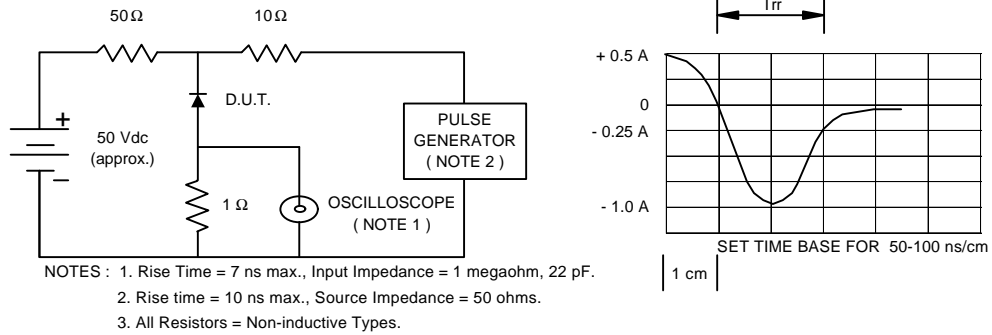 50Ω
10Ω
+
50 Vdc
(approx.)
−
D.U.T.
1 Ω
OSCILLOSCOPE
( NOTE 1 )
PULSE
GENERATOR
( NOTE 2 )
Trr
+ 0.5 A
0
- 0.25 A
- 1.0 A
SET TIME BASE FOR 50-100 ns/cm
1 cm
NOTES : 1. Rise Time = 7 ns max., Input Impedance = 1 megaohm, 22 pF.
2. Rise time = 10 ns max., Source Impedance = 50 ohms.
3. All Resistors = Non-inductive Types.